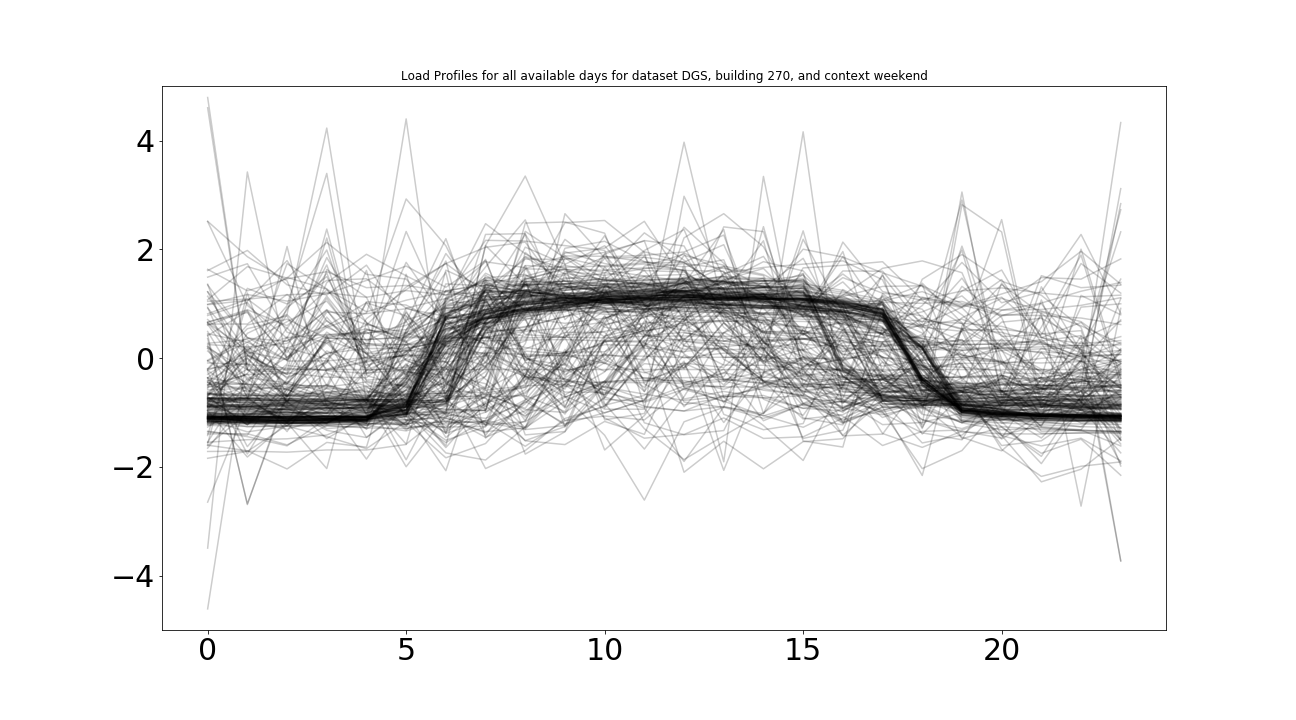 Load Profiles for all available days for dataset DGS, building 270, and context weekend
4
2
0
−2
−4
0 5 10 15 20